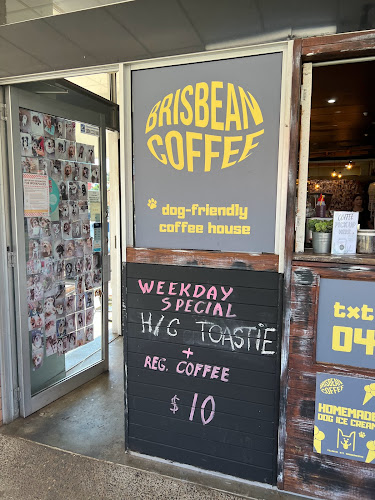 BRISBEAN
COFFEE
dog-friendly
coffee house
WEEKDAY
SPECIAL
H/C TOASTIE
+
REG. COFFEE
$10
txt
04
BRISBEAN
COFFEE
HOMEMADE
DOG ICE CREAM